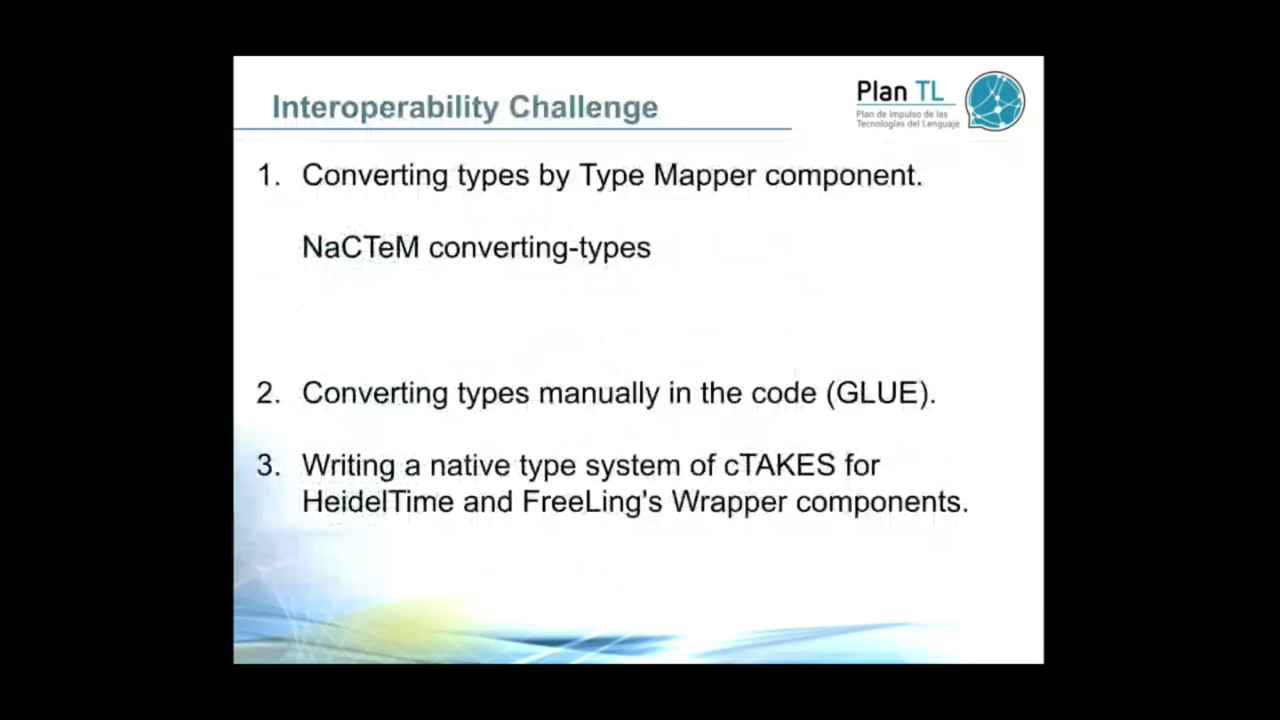 Interoperability Challenge
Plan TL
Plan de Impulso de las
Tecnologías del Lenguaje
1. Converting types by Type Mapper component.
NaCTeM converting-types
2. Converting types manually in the code (GLUE).
3. Writing a native type system of cTAKES for
HeidelTime and FreeLing's Wrapper components.